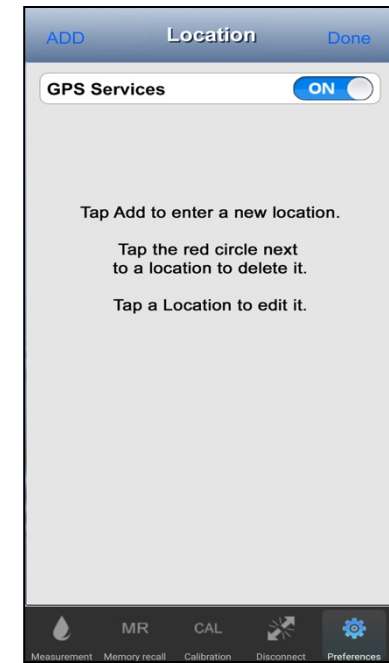 ADD Location Done
GPS Services ON
Tap Add to enter a new location.
Tap the red circle next
to a location to delete it.
Tap a Location to edit it.
MR CAL
Measurement Memory recall Calibration Disconnect Preferences